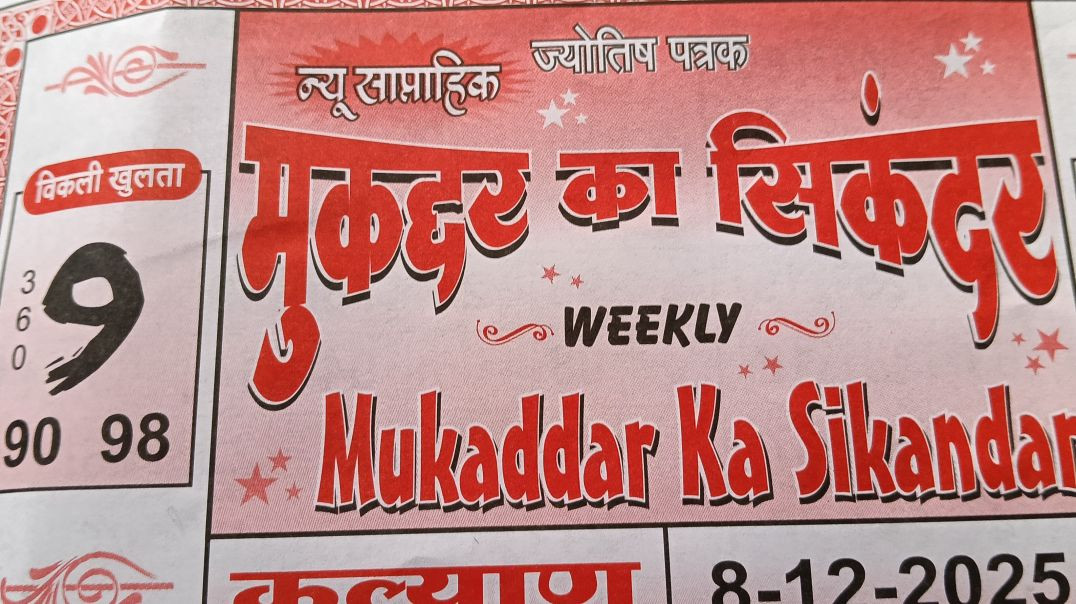 न्यू साप्ताहिक ज्योतिष पत्रक
मुकद्दर का सिकंदर
WEEKLY
Mukaddar Ka Sikandar
विकली खुलता
3
6
0
9
90 98
कल्याण
8-12-2025